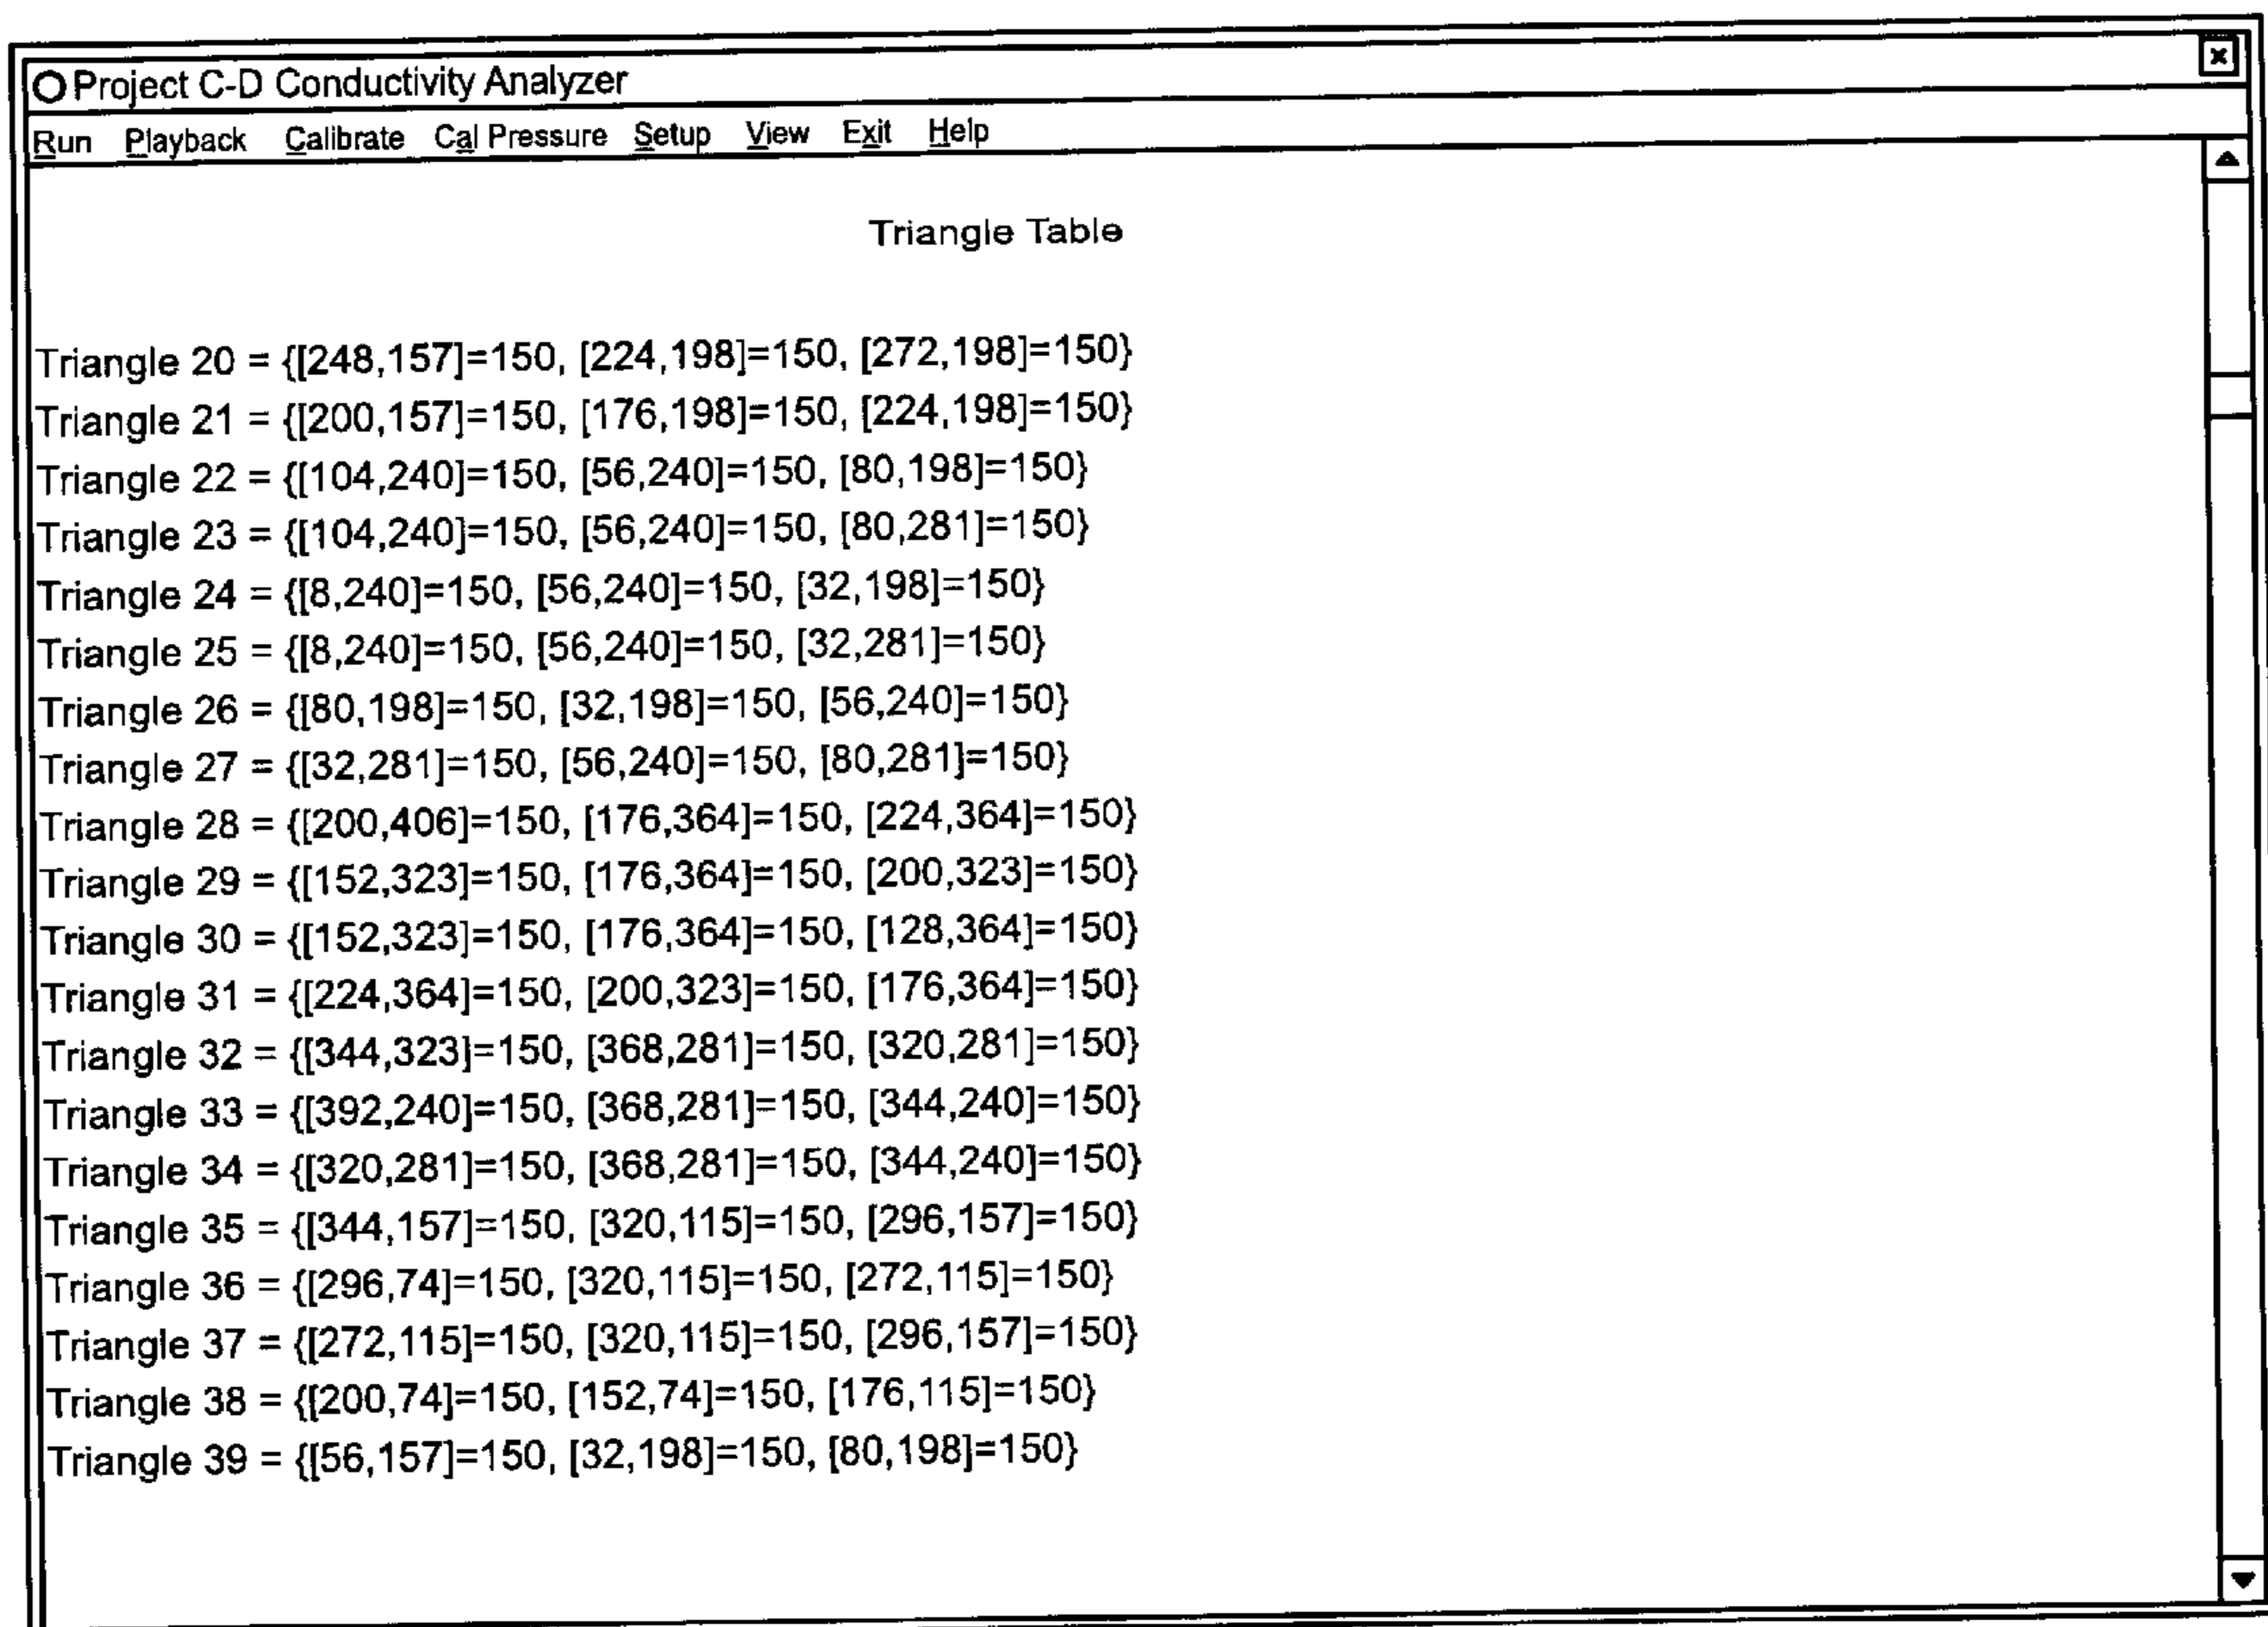 Project C-D Conductivity Analyzer
Run Playback Calibrate Cal Pressure Setup View Exit Help
Triangle Table
Triangle 20 = {[248,157]=150, [224,198]=150, [272,198]=150}
Triangle 21 = {[200,157]=150, [176,198]=150, [224,198]=150}
Triangle 22 = {[104,240]=150, [56,240]=150, [80,198]=150}
Triangle 23 = {[104,240]=150, [56,240]=150, [80,281]=150}
Triangle 24 = {[8,240]=150, [56,240]=150, [32,198]=150}
Triangle 25 = {[8,240]=150, [56,240]=150, [32,281]=150}
Triangle 26 = {[80,198]=150, [32,198]=150, [56,240]=150}
Triangle 27 = {[32,281]=150, [56,240]=150, [80,281]=150}
Triangle 28 = {[200,406]=150, [176,364]=150, [224,364]=150}
Triangle 29 = {[152,323]=150, [176,364]=150, [200,323]=150}
Triangle 30 = {[152,323]=150, [176,364]=150, [128,364]=150}
Triangle 31 = {[224,364]=150, [200,323]=150, [176,364]=150}
Triangle 32 = {[344,323]=150, [368,281]=150, [320,281]=150}
Triangle 33 = {[392,240]=150, [368,281]=150, [344,240]=150}
Triangle 34 = {[320,281]=150, [368,281]=150, [344,240]=150}
Triangle 35 = {[344,157]=150, [320,115]=150, [296,157]=150}
Triangle 36 = {[296,74]=150, [320,115]=150, [272,115]=150}
Triangle 37 = {[272,115]=150, [320,115]=150, [296,157]=150}
Triangle 38 = {[200,74]=150, [152,74]=150, [176,115]=150}
Triangle 39 = {[56,157]=150, [32,198]=150, [80,198]=150}